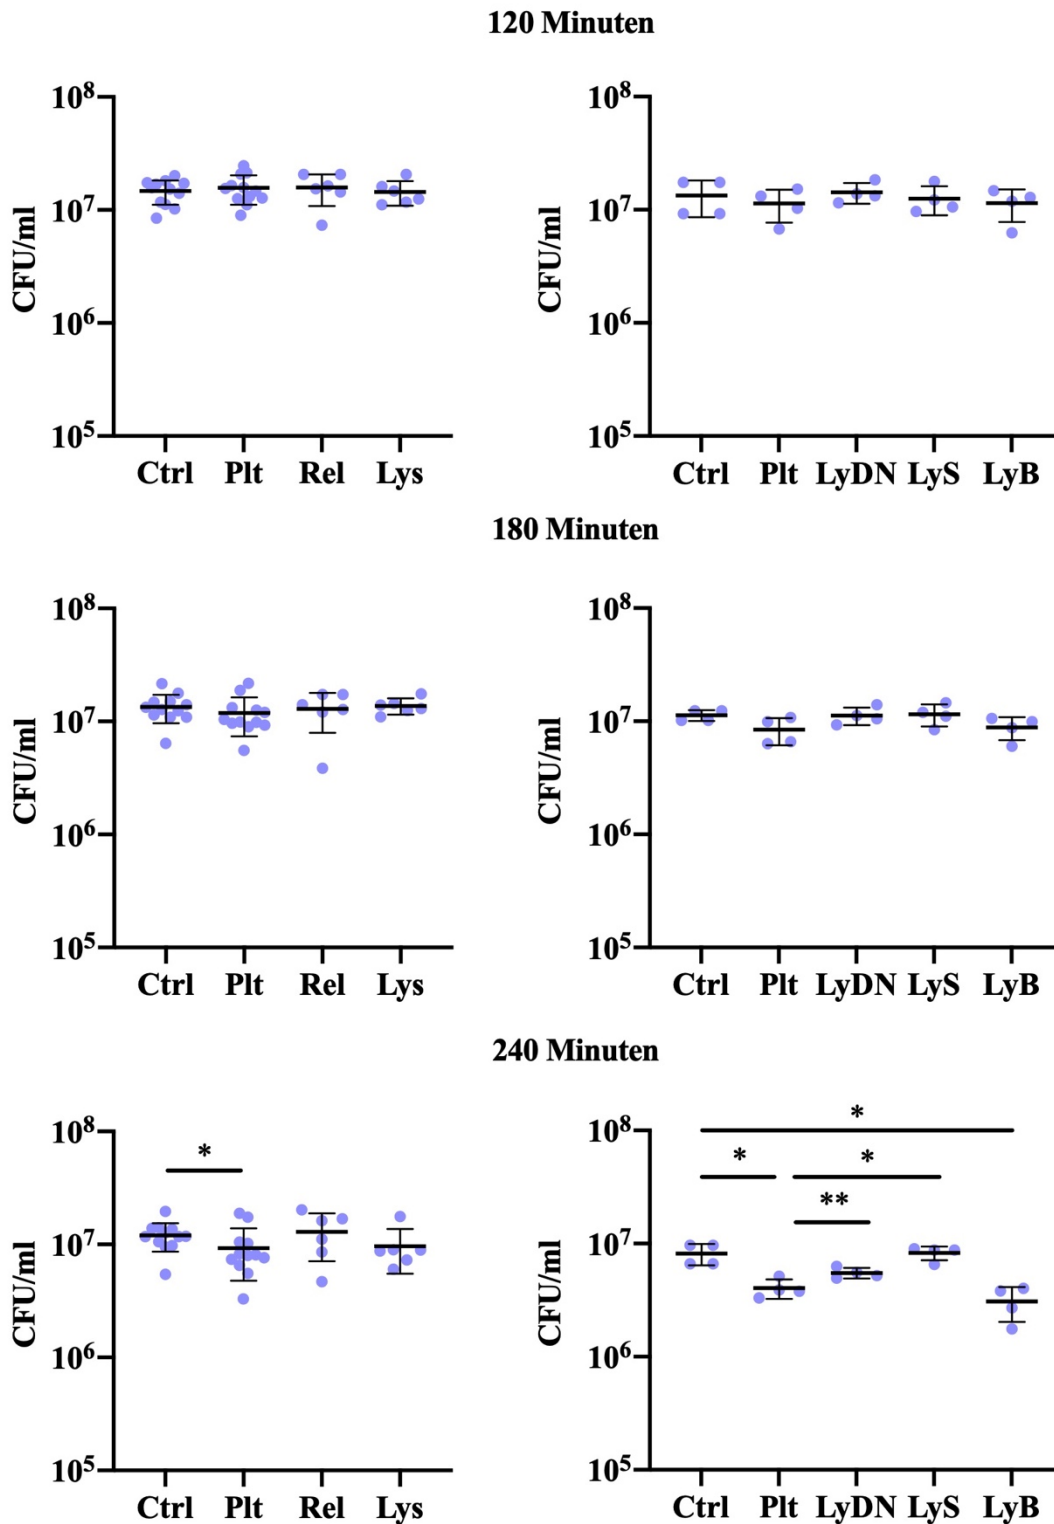 120 Minuten
CFU/ml
10⁸
10⁷
10⁶
10⁵
Ctrl Plt Rel Lys
CFU/ml
10⁸
10⁷
10⁶
10⁵
Ctrl Plt LyDN LyS LyB
180 Minuten
CFU/ml
10⁸
10⁷
10⁶
10⁵
Ctrl Plt Rel Lys
CFU/ml
10⁸
10⁷
10⁶
10⁵
Ctrl Plt LyDN LyS LyB
240 Minuten
CFU/ml
10⁸
10⁷
10⁶
10⁵
*
Ctrl Plt Rel Lys
CFU/ml
10⁸
10⁷
10⁶
10⁵
*
* *
**
Ctrl Plt LyDN LyS LyB